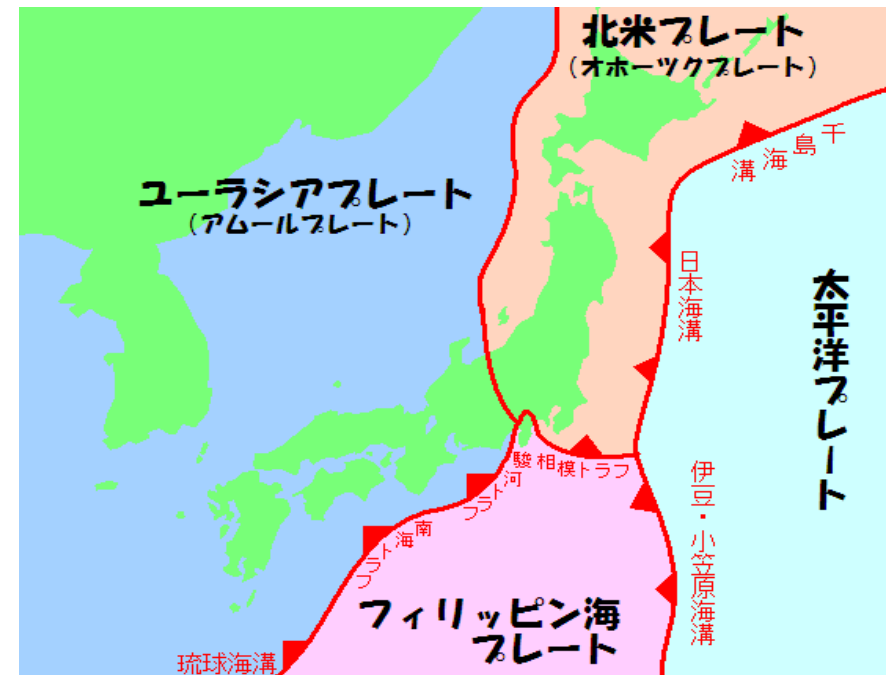 北米プレート
（オホーツクプレート）
千島海溝
ユーラシアプレート
（アムールプレート）
日本海溝
太平洋プレート
相模トラフ
駿河トラフ
南海トラフ
伊豆・小笠原海溝
フィリッピン海
プレート
琉球海溝